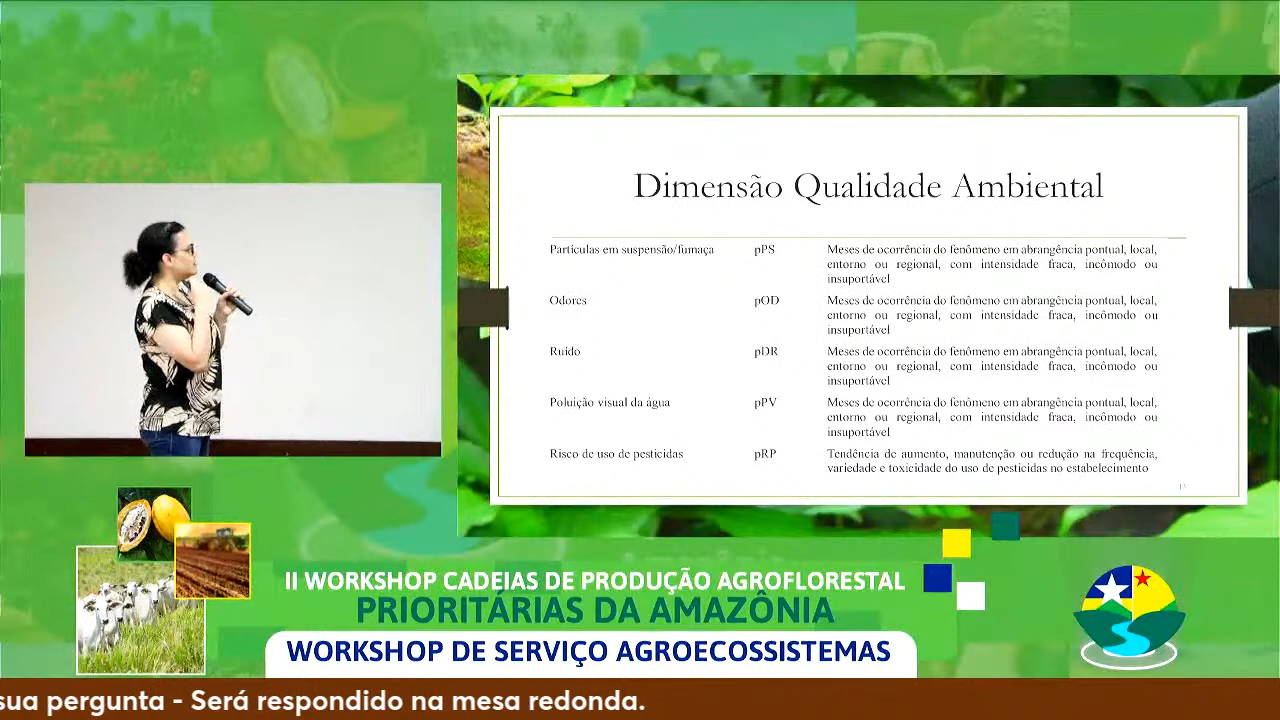 Dimensão Qualidade Ambiental
Partículas em suspensão/fumaça pPS Meses de ocorrência do fenômeno em abrangência pontual, local,
entorno ou regional, com intensidade fraca, incômodo ou
insuportável
Odores pOD Meses de ocorrência do fenômeno em abrangência pontual, local,
entorno ou regional, com intensidade fraca, incômodo ou
insuportável
Ruído pDR Meses de ocorrência do fenômeno em abrangência pontual, local,
entorno ou regional, com intensidade fraca, incômodo ou
insuportável
Poluição visual da água pPV Meses de ocorrência do fenômeno em abrangência pontual, local,
entorno ou regional, com intensidade fraca, incômodo ou
insuportável
Risco de uso de pesticidas pRP Tendência de aumento, manutenção ou redução na frequência,
variedade e toxicidade do uso de pesticidas no estabelecimento
II WORKSHOP CADEIAS DE PRODUÇÃO AGROFLORESTAL
PRIORITÁRIAS DA AMAZÔNIA
WORKSHOP DE SERVIÇO AGROECOSSISTEMAS
sua pergunta - Será respondido na mesa redonda.